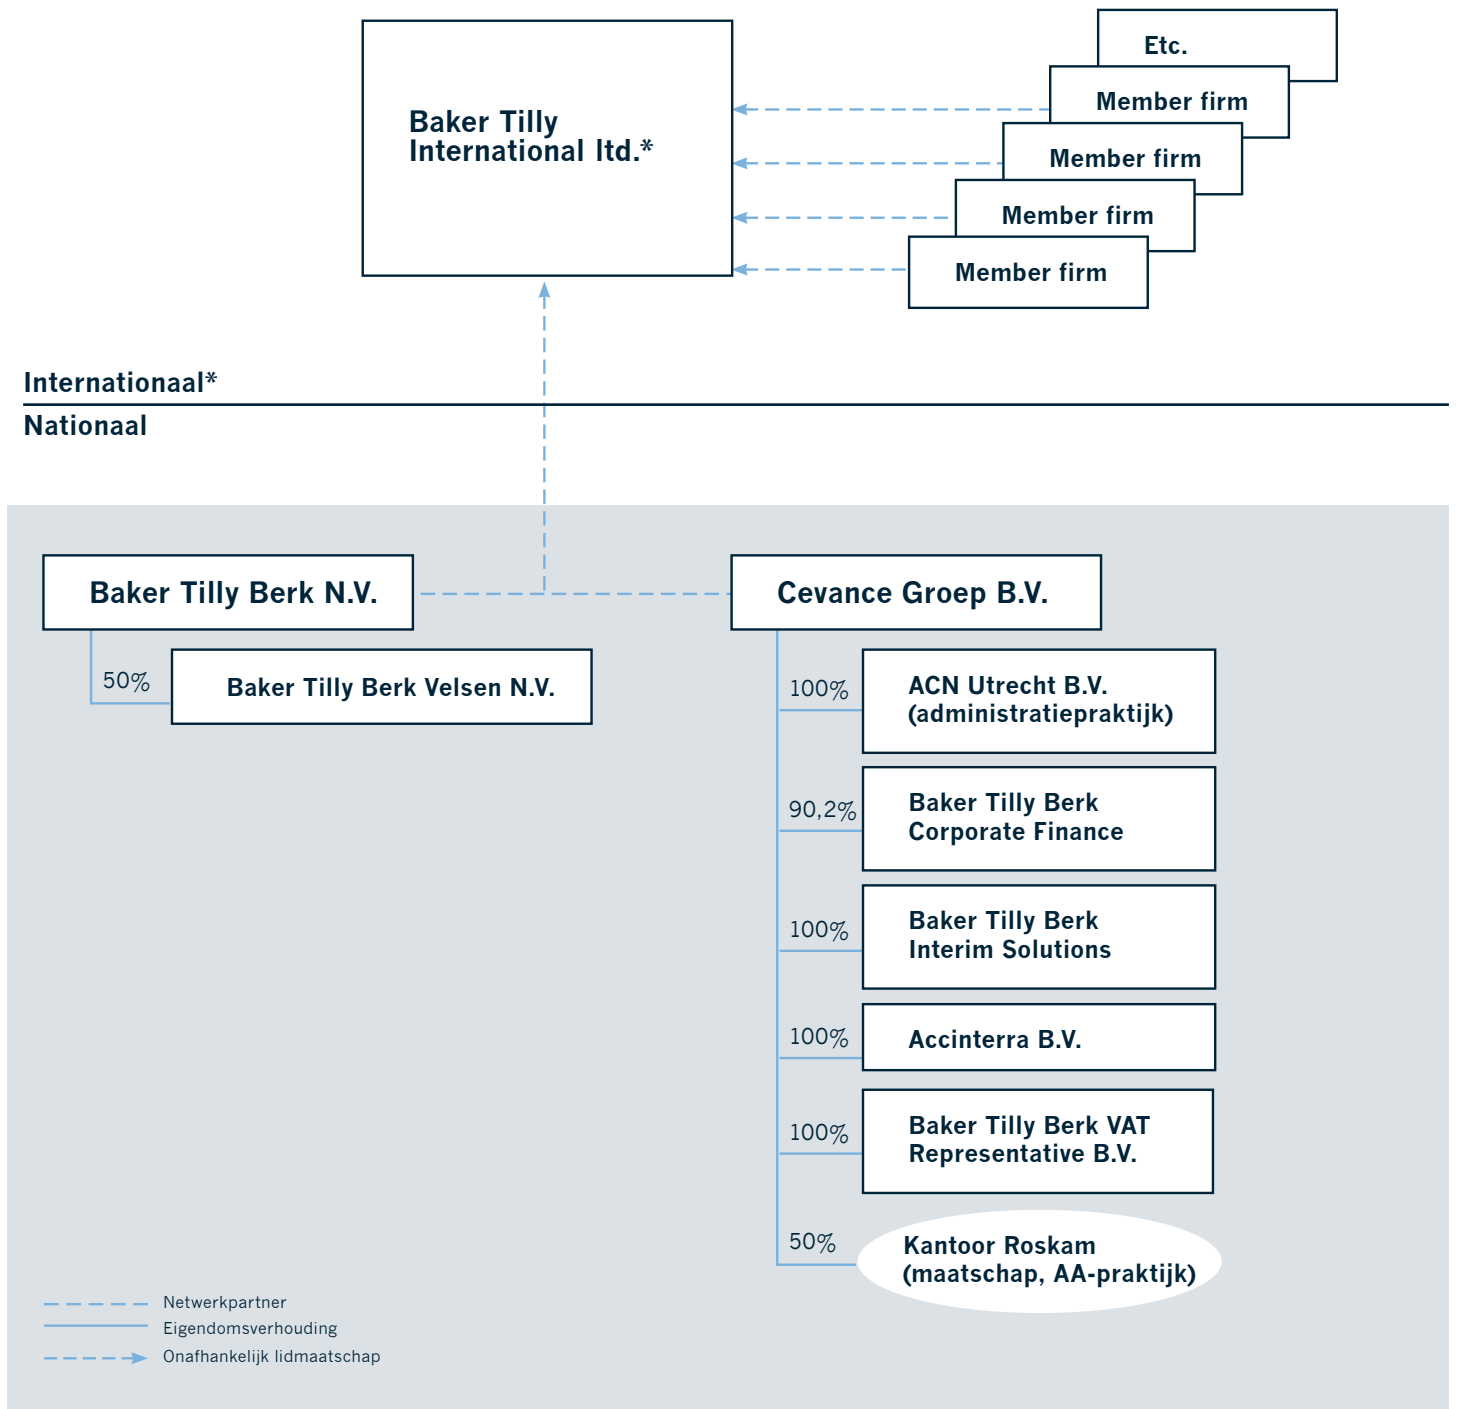 Etc.
Member firm
Member firm
Member firm
Member firm
Baker Tilly
International ltd.*
Internationaal*
Nationaal
Baker Tilly Berk N.V.
50%
Baker Tilly Berk Velsen N.V.
Cevance Groep B.V.
100%
ACN Utrecht B.V.
(administratiepraktijk)
90,2%
Baker Tilly Berk
Corporate Finance
100%
Baker Tilly Berk
Interim Solutions
100%
Accinterra B.V.
100%
Baker Tilly Berk VAT
Representative B.V.
50%
Kantoor Roskam
(maatschap, AA-praktijk)
Netwerkpartner
Eigendomsverhouding
Onafhankelijk lidmaatschap